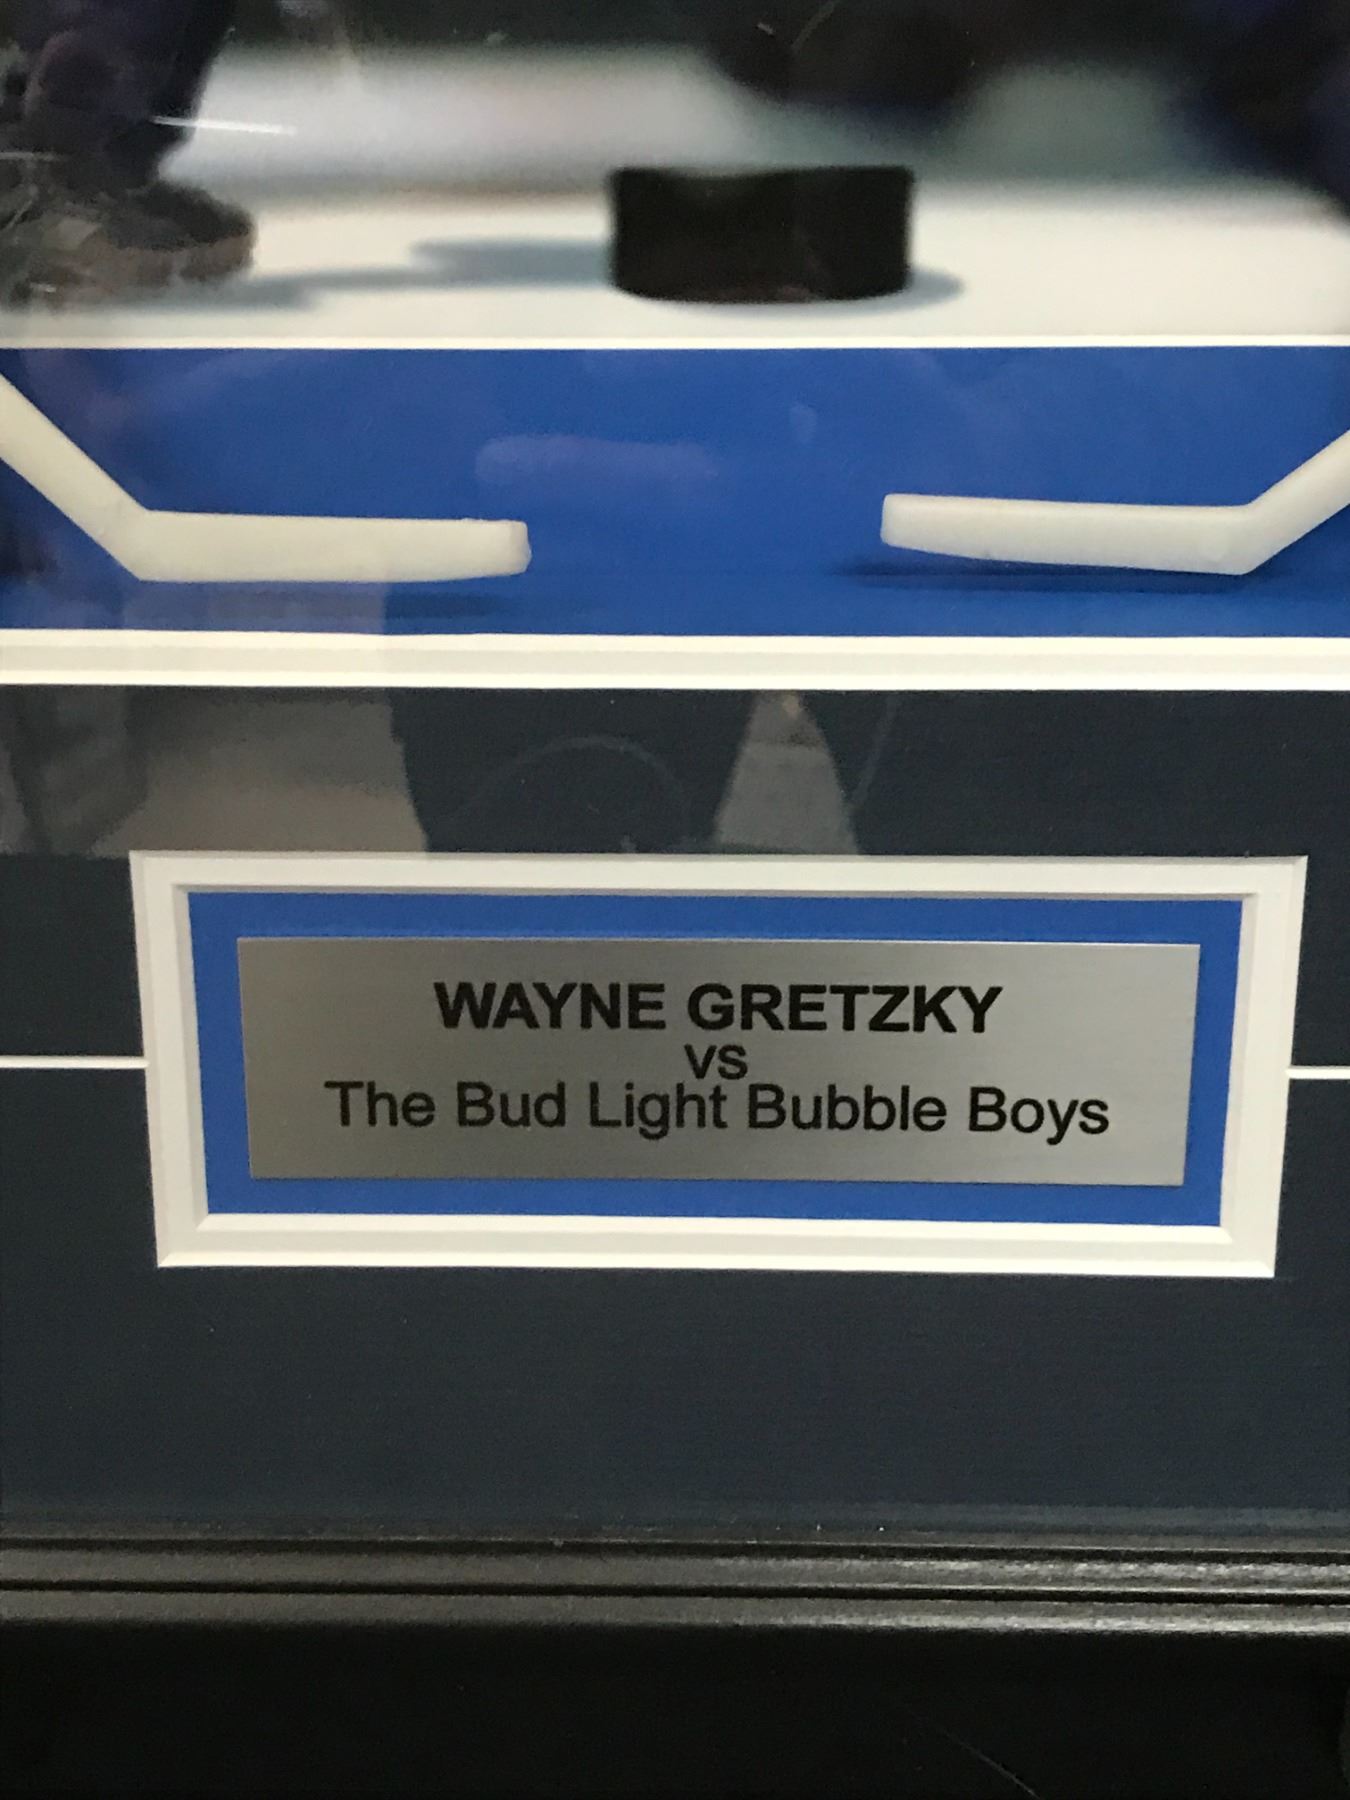 WAYNE GRETZKY
VS
The Bud Light Bubble Boys